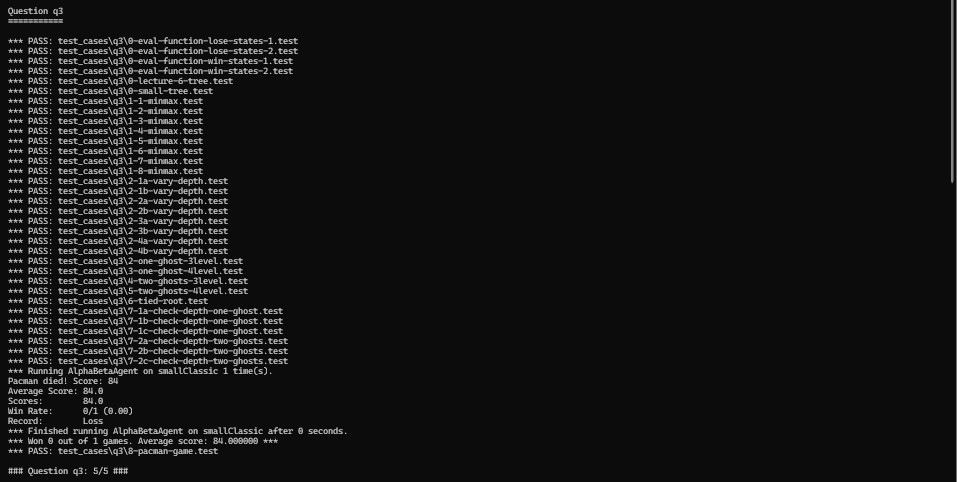 Question q3
===========
*** PASS: test_cases\q3\0-eval-function-lose-states-1.test
*** PASS: test_cases\q3\0-eval-function-lose-states-2.test
*** PASS: test_cases\q3\0-eval-function-win-states-1.test
*** PASS: test_cases\q3\0-eval-function-win-states-2.test
*** PASS: test_cases\q3\0-lecture-6-tree.test
*** PASS: test_cases\q3\0-small-tree.test
*** PASS: test_cases\q3\1-1-minmax.test
*** PASS: test_cases\q3\1-2-minmax.test
*** PASS: test_cases\q3\1-3-minmax.test
*** PASS: test_cases\q3\1-4-minmax.test
*** PASS: test_cases\q3\1-5-minmax.test
*** PASS: test_cases\q3\1-6-minmax.test
*** PASS: test_cases\q3\1-7-minmax.test
*** PASS: test_cases\q3\1-8-minmax.test
*** PASS: test_cases\q3\2-1a-vary-depth.test
*** PASS: test_cases\q3\2-1b-vary-depth.test
*** PASS: test_cases\q3\2-2a-vary-depth.test
*** PASS: test_cases\q3\2-2b-vary-depth.test
*** PASS: test_cases\q3\2-3a-vary-depth.test
*** PASS: test_cases\q3\2-3b-vary-depth.test
*** PASS: test_cases\q3\2-4a-vary-depth.test
*** PASS: test_cases\q3\2-4b-vary-depth.test
*** PASS: test_cases\q3\2-one-ghost-3level.test
*** PASS: test_cases\q3\3-one-ghost-4level.test
*** PASS: test_cases\q3\4-two-ghosts-3level.test
*** PASS: test_cases\q3\5-two-ghosts-4level.test
*** PASS: test_cases\q3\6-tied-root.test
*** PASS: test_cases\q3\7-1a-check-depth-one-ghost.test
*** PASS: test_cases\q3\7-1b-check-depth-one-ghost.test
*** PASS: test_cases\q3\7-1c-check-depth-one-ghost.test
*** PASS: test_cases\q3\7-2a-check-depth-two-ghosts.test
*** PASS: test_cases\q3\7-2b-check-depth-two-ghosts.test
*** PASS: test_cases\q3\7-2c-check-depth-two-ghosts.test
*** Running AlphaBetaAgent on smallClassic 1 time(s).
Pacman died! Score: 84
Average Score: 84.0
Scores:        84.0
Win Rate:      0/1 (0.00)
Record:        Loss
*** Finished running AlphaBetaAgent on smallClassic after 0 seconds.
*** Won 0 out of 1 games. Average score: 84.000000 ***
*** PASS: test_cases\q3\8-pacman-game.test
### Question q3: 5/5 ###